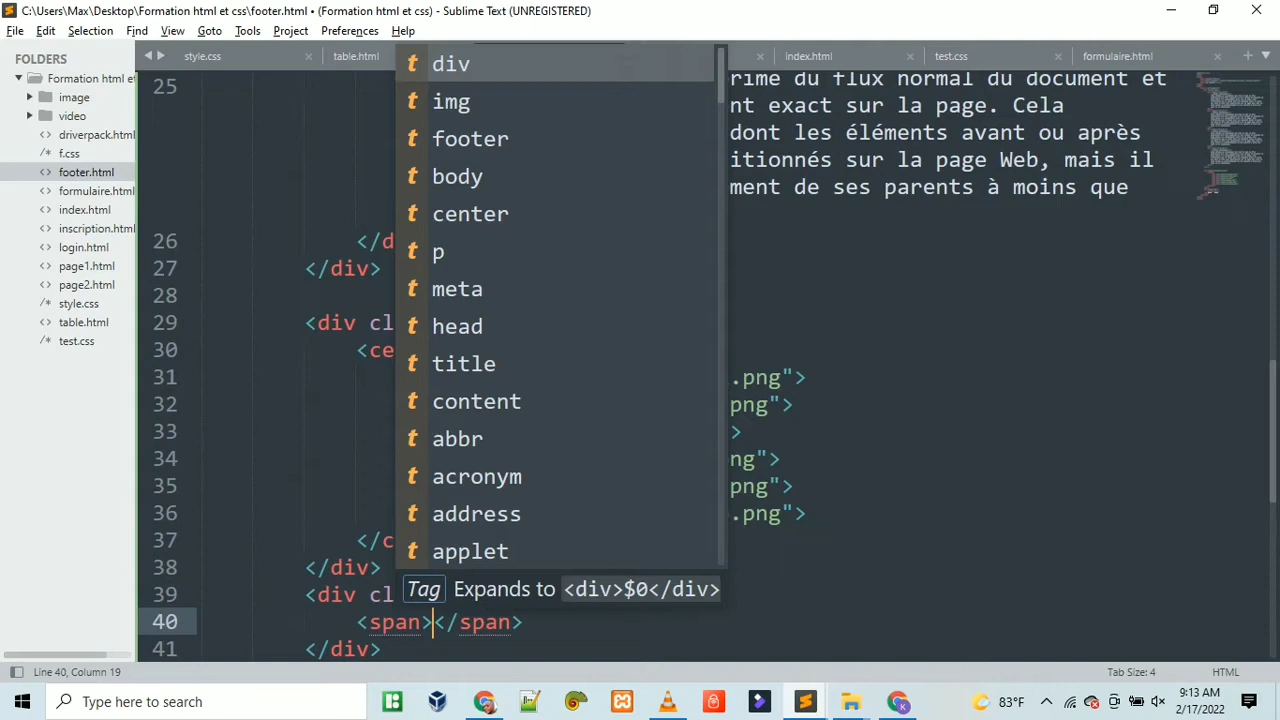 C:\Users\Max\Desktop\Formation html et css\footer.html • (Formation html et css) - Sublime Text (UNREGISTERED)
File Edit Selection Find View Goto Tools Project Preferences Help
FOLDERS
Formation html et
image
video
driverpack.html
f.css
footer.html
formulaire.html
index.html
inscription.html
login.html
page1.html
page2.html
style.css
table.html
test.css
style.css table.html index.html test.css formulaire.html
25 rime du flux normal du document et
nt exact sur la page. Cela
dont les éléments avant ou après
itionnés sur la page Web, mais il
ment de ses parents à moins que
26 </d
27 </div>
28
29 <div cl
30 <ce
31 .png">
32 png">
33 >
34 ng">
35 png">
36 .png">
37 </c
38 </div>
39 <div cl
40 <span></span>
41 </div>
t div
t img
t footer
t body
t center
t p
t meta
t head
t title
t content
t abbr
t acronym
t address
t applet
Tag Expands to <div>$0</div>
Line 40, Column 19 Tab Size: 4 HTML
Type here to search
83°F
9:13 AM
2/17/2022